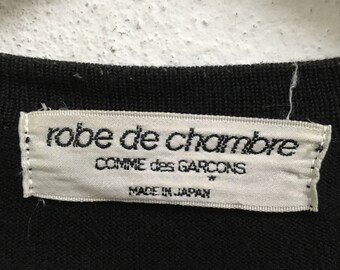 robe de chambre
COMME des GARCONS
*
MADE IN JAPAN